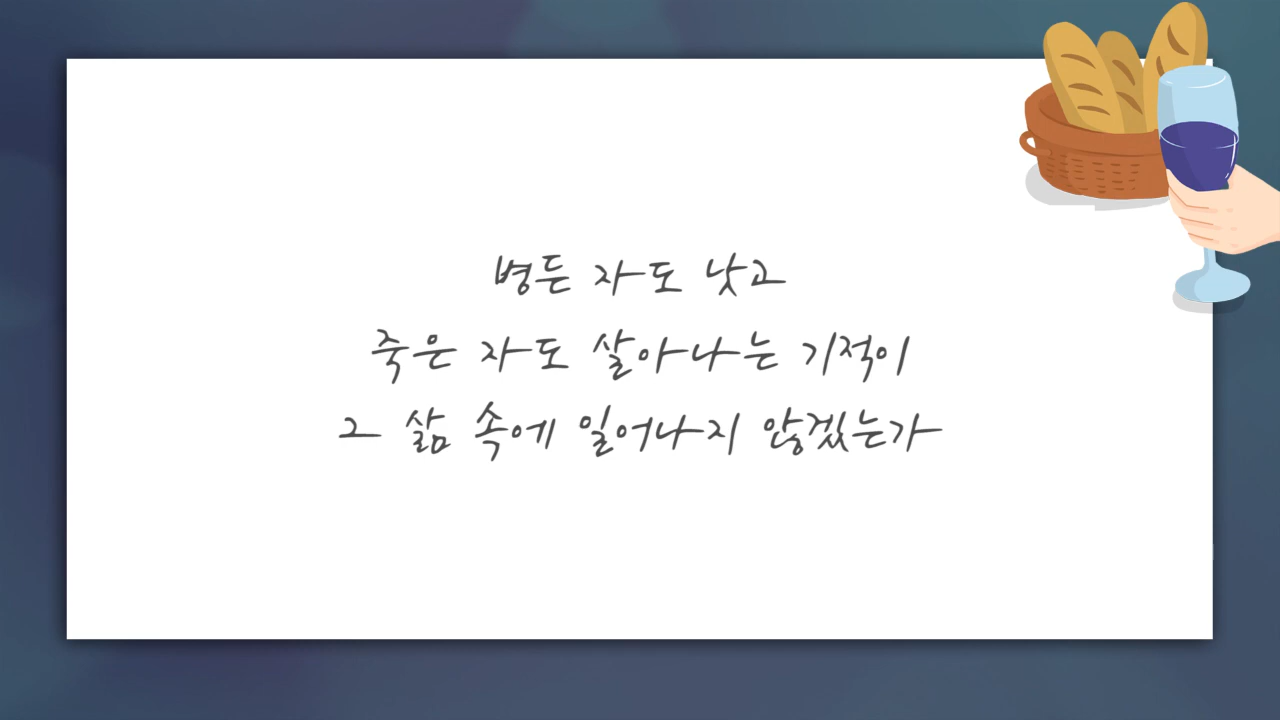 병든 자도 낫고
죽은 자도 살아나는 기적이
그 삶 속에 일어나지 않겠는가